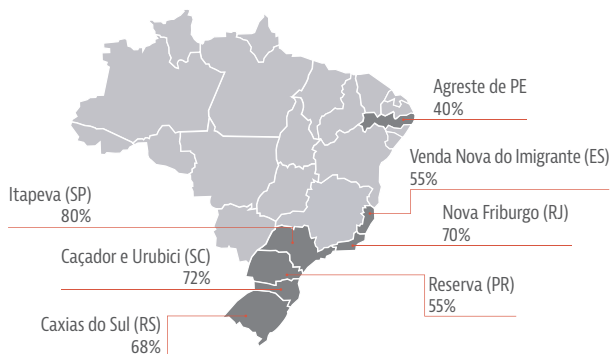 Agreste de PE
40%
Venda Nova do Imigrante (ES)
55%
Itapeva (SP)
80%
Nova Friburgo (RJ)
70%
Caçador e Urubici (SC)
72%
Reserva (PR)
55%
Caxias do Sul (RS)
68%